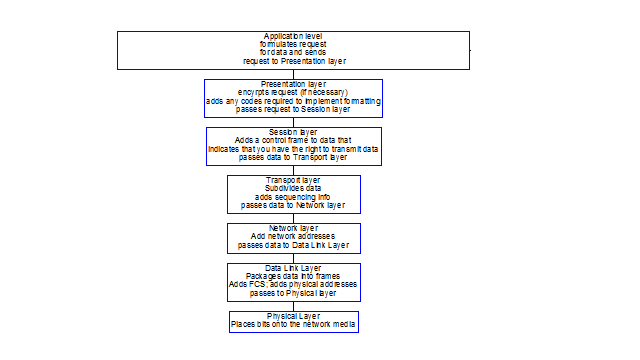 Application level
formulates request
for data and sends
request to Presentation layer
Presentation layer
encyrpts request (if necessary)
adds any codes required to implement formatting
passes request to Session layer
Session layer
Adds a control frame to data that
indicates that you have the right to transmit data
passes data to Transport layer
Transport layer
Subdivides data
adds sequencing info
passes data to Network layer
Network layer
Add network addresses
passes data to Data Link Layer
Data Link Layer
Packages data into frames
Adds FCS; adds physical addresses
passes to Physical layer
Physical Layer
Places bits onto the network media